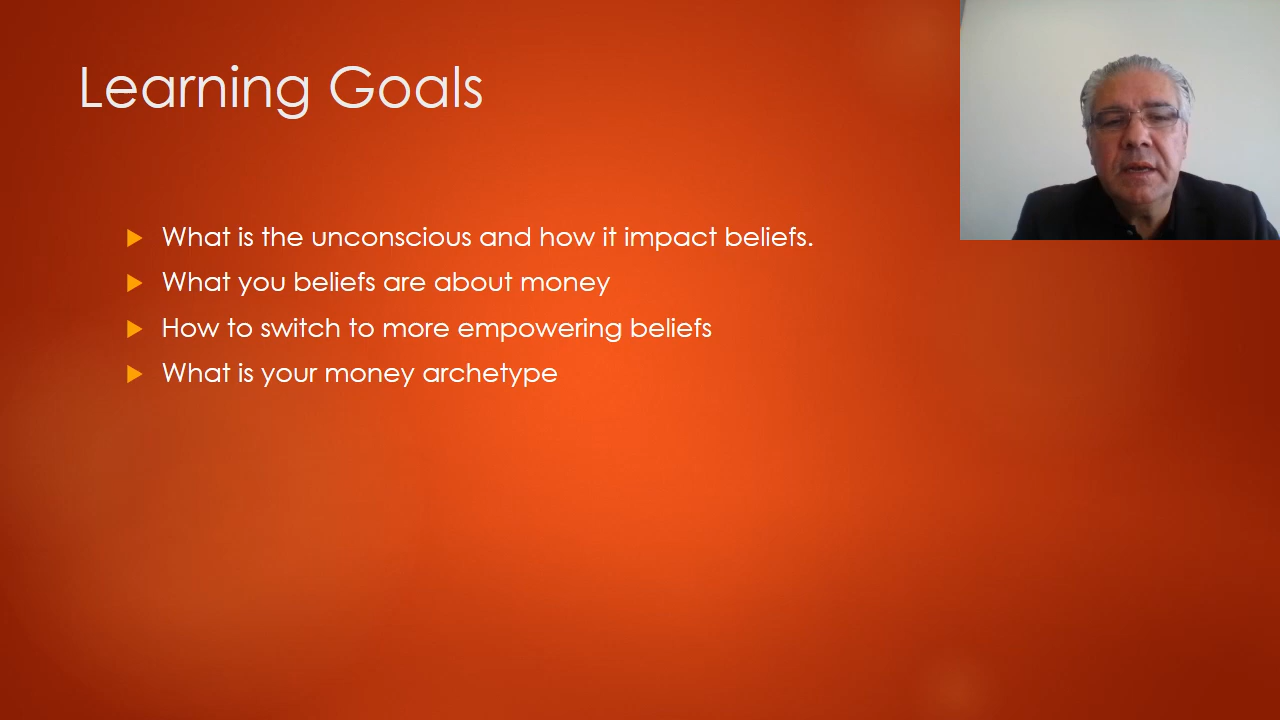 Learning Goals
What is the unconscious and how it impact beliefs.
What you beliefs are about money
How to switch to more empowering beliefs
What is your money archetype